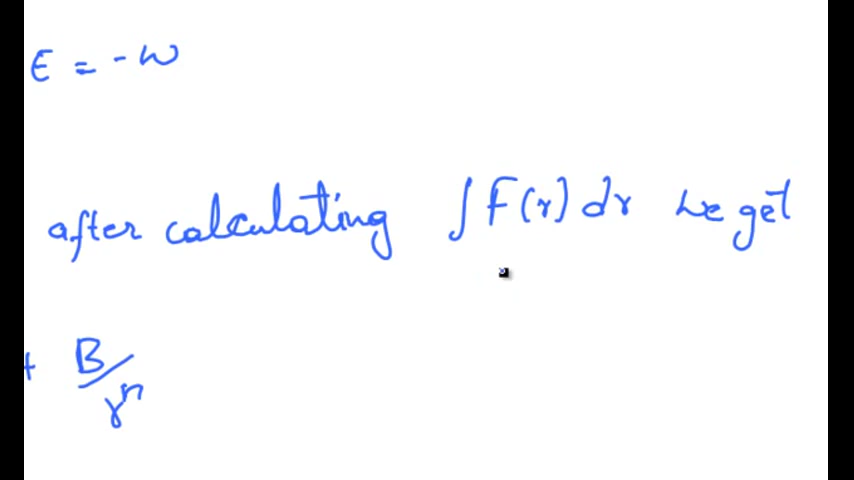 E = -W
after calculating ∫F(r) dr we get
+ B/rⁿ